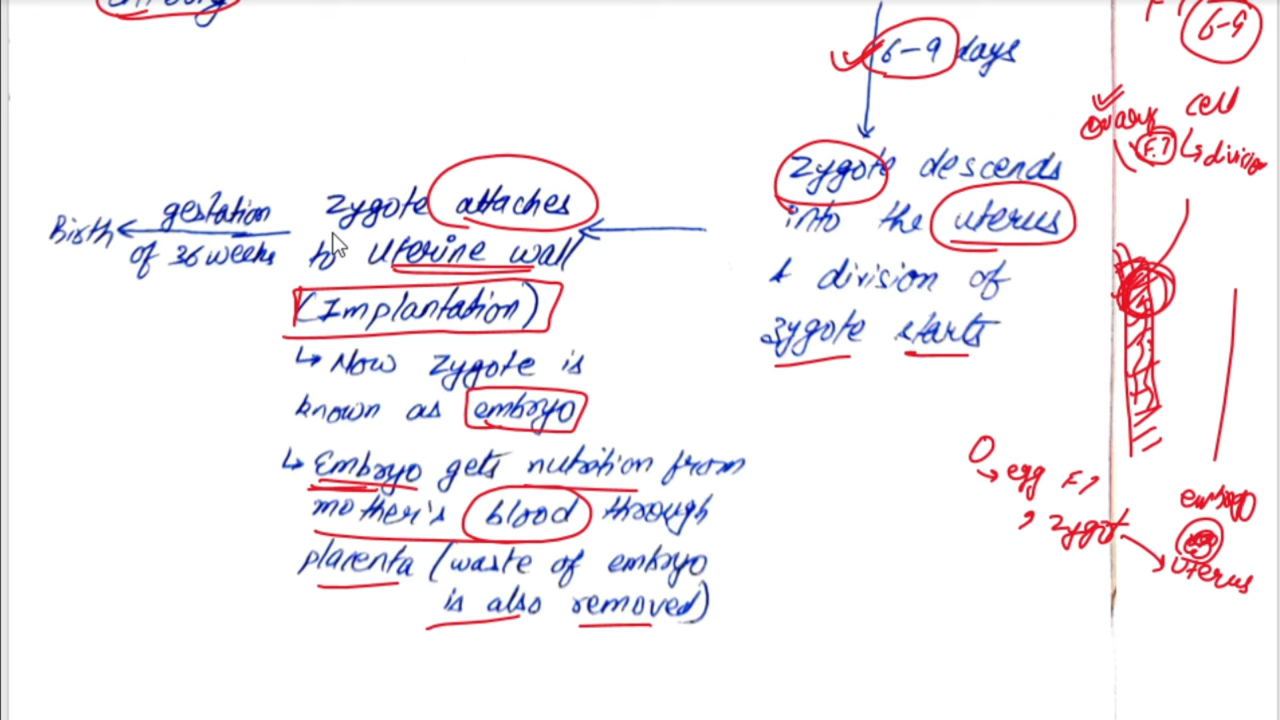 6-9 days
Zygote descends
into the uterus
& division of
zygote starts
zygote attaches
to uterine wall
(Implantation)
↳ Now zygote is
known as embryo
↳ Embryo gets nutrition from
mother's blood through
placenta (waste of embryo
is also removed)
gestation
of 36 weeks
Birth
6-9
cell
↳ division
ovary
F.T
O
↳ egg F.T
zygot
embryo
uterus